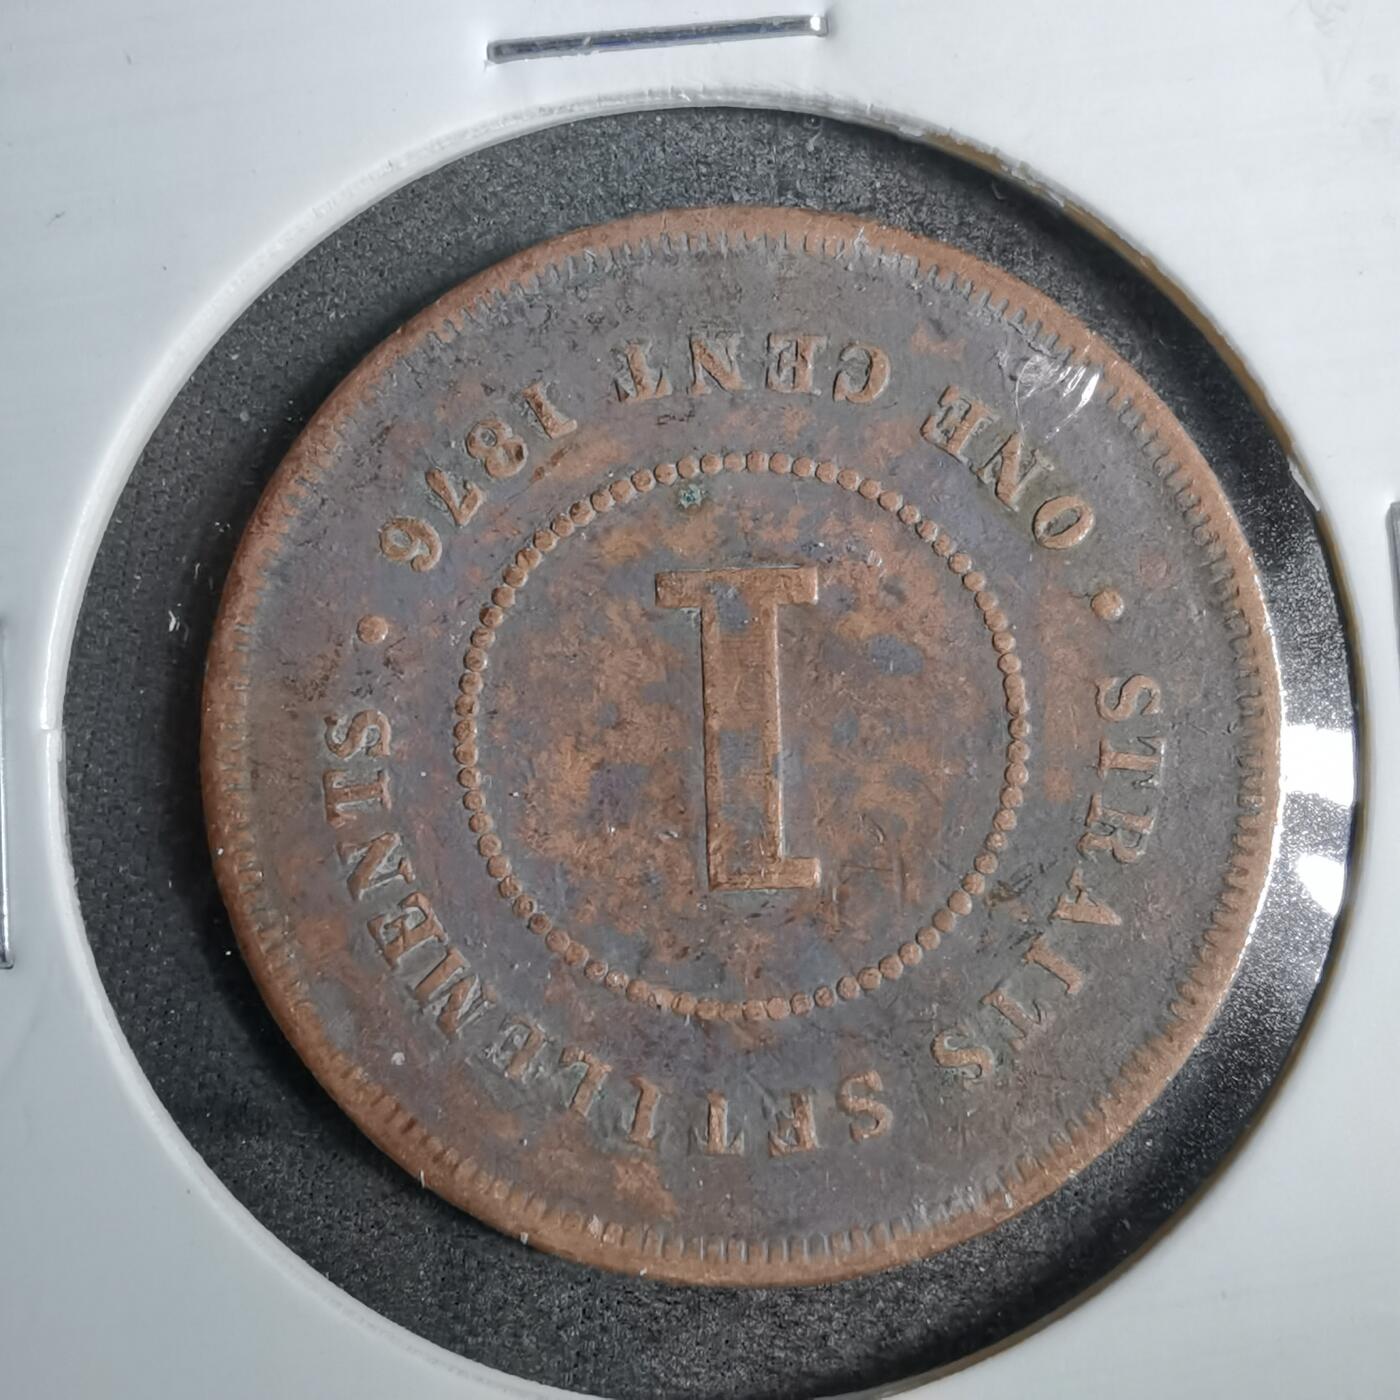 STRAITS SETTLEMENTS
ONE CENT 1876
1